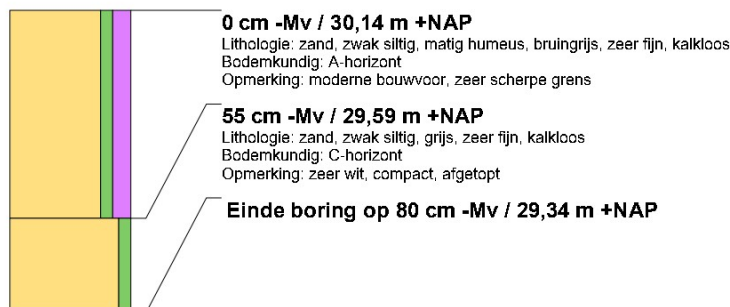 0 cm -Mv / 30,14 m +NAP
Lithologie: zand, zwak siltig, matig humeus, bruingrijs, zeer fijn, kalkloos
Bodemkundig: A-horizont
Opmerking: moderne bouwvoor, zeer scherpe grens
55 cm -Mv / 29,59 m +NAP
Lithologie: zand, zwak siltig, grijs, zeer fijn, kalkloos
Bodemkundig: C-horizont
Opmerking: zeer wit, compact, afgetopt
Einde boring op 80 cm -Mv / 29,34 m +NAP